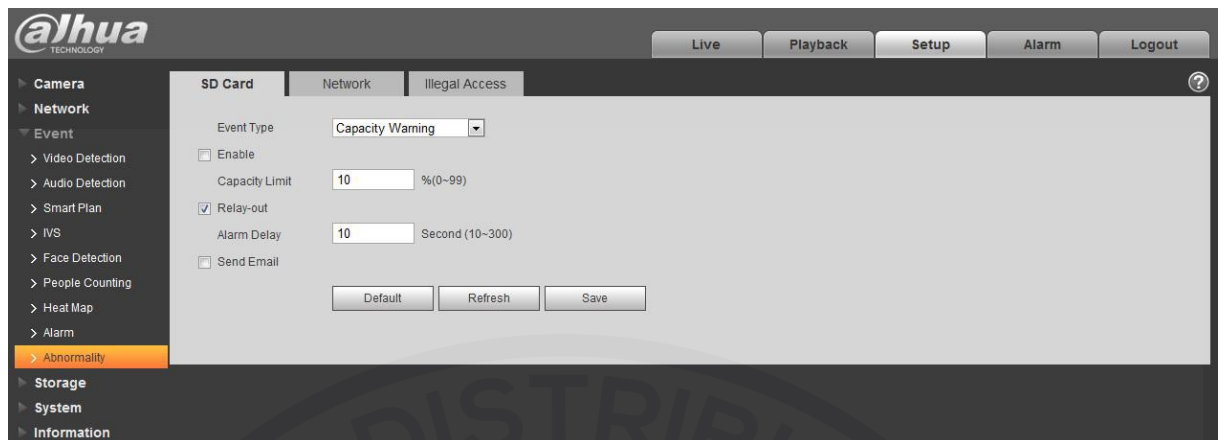 alhua
TECHNOLOGY
Live
Playback
Setup
Alarm
Logout
Camera
Network
Event
> Video Detection
> Audio Detection
> Smart Plan
> IVS
> Face Detection
> People Counting
> Heat Map
> Alarm
> Abnormality
Storage
System
Information
SD Card
Network
Illegal Access
?
Event Type Capacity Warning
Enable
Capacity Limit 10 %(0~99)
Relay-out
Alarm Delay 10 Second (10~300)
Send Email
Default Refresh Save
DISTRIB